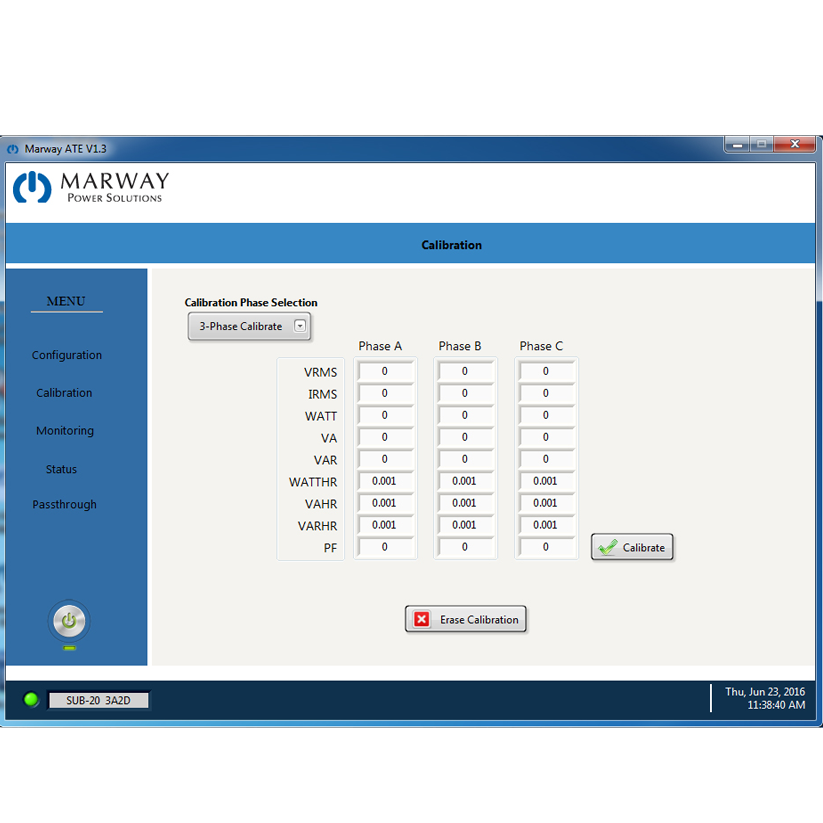 Marway ATE V1.3
MARWAY
POWER SOLUTIONS
Calibration
MENU
Configuration
Calibration
Monitoring
Status
Passthrough
Calibration Phase Selection
3-Phase Calibrate
Phase A Phase B Phase C
VRMS 0 0 0
IRMS 0 0 0
WATT 0 0 0
VA 0 0 0
VAR 0 0 0
WATTHR 0.001 0.001 0.001
VAHR 0.001 0.001 0.001
VARHR 0.001 0.001 0.001
PF 0 0 0
Calibrate
Erase Calibration
SUB-20 3A2D
Thu, Jun 23, 2016
11:38:40 AM